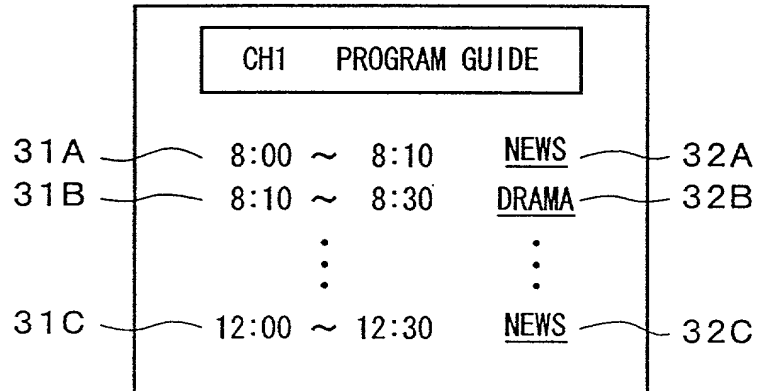 CH1 PROGRAM GUIDE
31A 8:00 ~ 8:10 NEWS 32A
31B 8:10 ~ 8:30 DRAMA 32B
31C 12:00 ~ 12:30 NEWS 32C